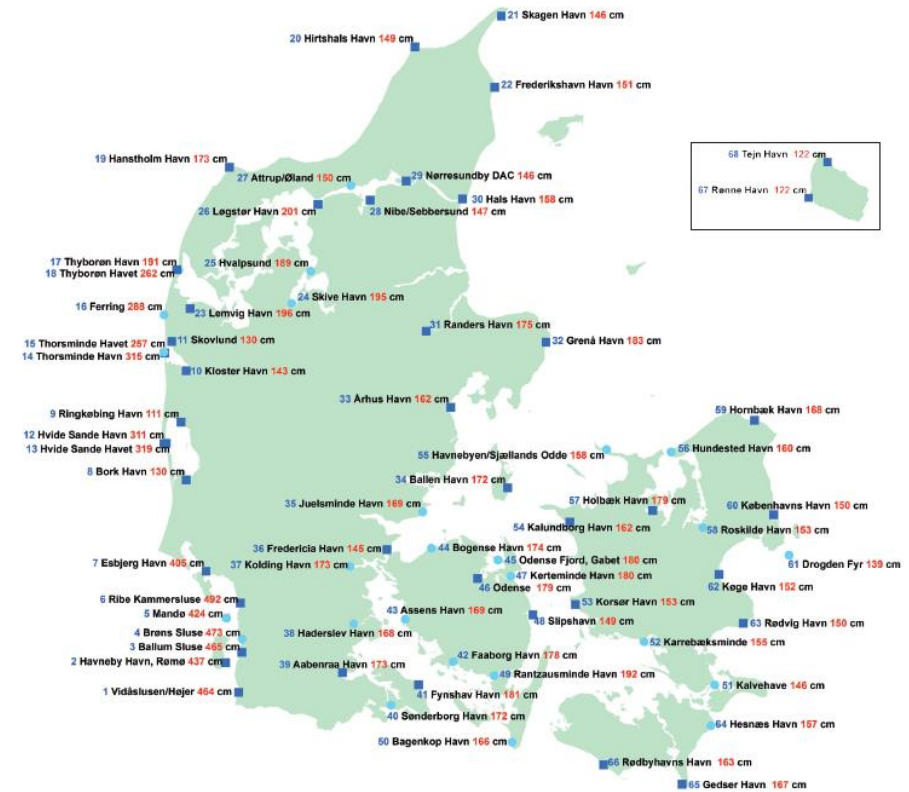 21 Skagen Havn 146 cm
20 Hirtshals Havn 149 cm
22 Frederikshavn Havn 151 cm
68 Tejn Havn 122 cm
67 Rønne Havn 122 cm
19 Hanstholm Havn 173 cm
27 Attrup/Øland 150 cm
29 Nørresundby DAC 146 cm
30 Hals Havn 158 cm
26 Løgstør Havn 201 cm
28 Nibe/Sebbersund 147 cm
17 Thyborøn Havn 191 cm
18 Thyborøn Havet 262 cm
25 Hvalpsund 189 cm
24 Skive Havn 195 cm
16 Ferring 288 cm
23 Lemvig Havn 196 cm
31 Randers Havn 175 cm
32 Grenå Havn 183 cm
15 Thorsminde Havet 257 cm
11 Skovlund 130 cm
14 Thorsminde Havn 315 cm
10 Kloster Havn 143 cm
33 Århus Havn 162 cm
9 Ringkøbing Havn 111 cm
59 Hornbæk Havn 168 cm
12 Hvide Sande Havn 311 cm
13 Hvide Sande Havet 319 cm
55 Havnebyen/Sjællands Odde 158 cm
56 Hundested Havn 160 cm
8 Bork Havn 130 cm
34 Ballen Havn 172 cm
35 Juelsminde Havn 169 cm
57 Holbæk Havn 179 cm
60 Københavns Havn 150 cm
54 Kalundborg Havn 162 cm
58 Roskilde Havn 153 cm
36 Fredericia Havn 145 cm
44 Bogense Havn 174 cm
7 Esbjerg Havn 405 cm
37 Kolding Havn 173 cm
45 Odense Fjord, Gabet 180 cm
61 Drogden Fyr 139 cm
47 Kerteminde Havn 180 cm
46 Odense 179 cm
62 Køge Havn 152 cm
6 Ribe Kammersluse 492 cm
5 Mandø 424 cm
43 Assens Havn 169 cm
53 Korsør Havn 153 cm
48 Slipshavn 149 cm
63 Rødvig Havn 150 cm
4 Brøns Sluse 473 cm
38 Haderslev Havn 168 cm
52 Karrebæksminde 155 cm
3 Ballum Sluse 465 cm
2 Havneby Havn, Rømø 437 cm
42 Faaborg Havn 178 cm
39 Aabenraa Havn 173 cm
49 Rantzausminde Havn 192 cm
1 Vidåslusen/Højer 464 cm
41 Fynshav Havn 181 cm
51 Kalvehave 146 cm
40 Sønderborg Havn 172 cm
64 Hesnæs Havn 157 cm
50 Bagenkop Havn 166 cm
66 Rødbyhavns Havn 163 cm
65 Gedser Havn 167 cm